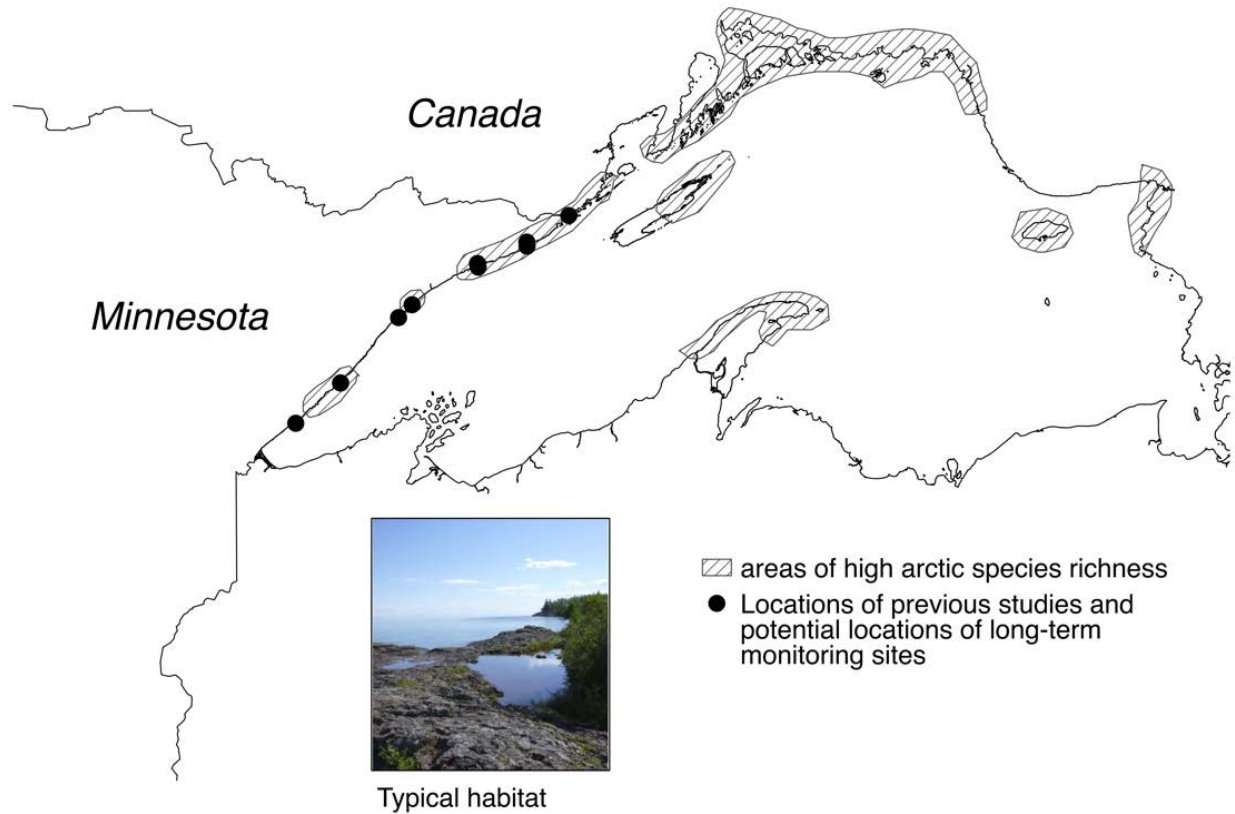 Canada
Minnesota
areas of high arctic species richness
Locations of previous studies and
potential locations of long-term
monitoring sites
Typical habitat